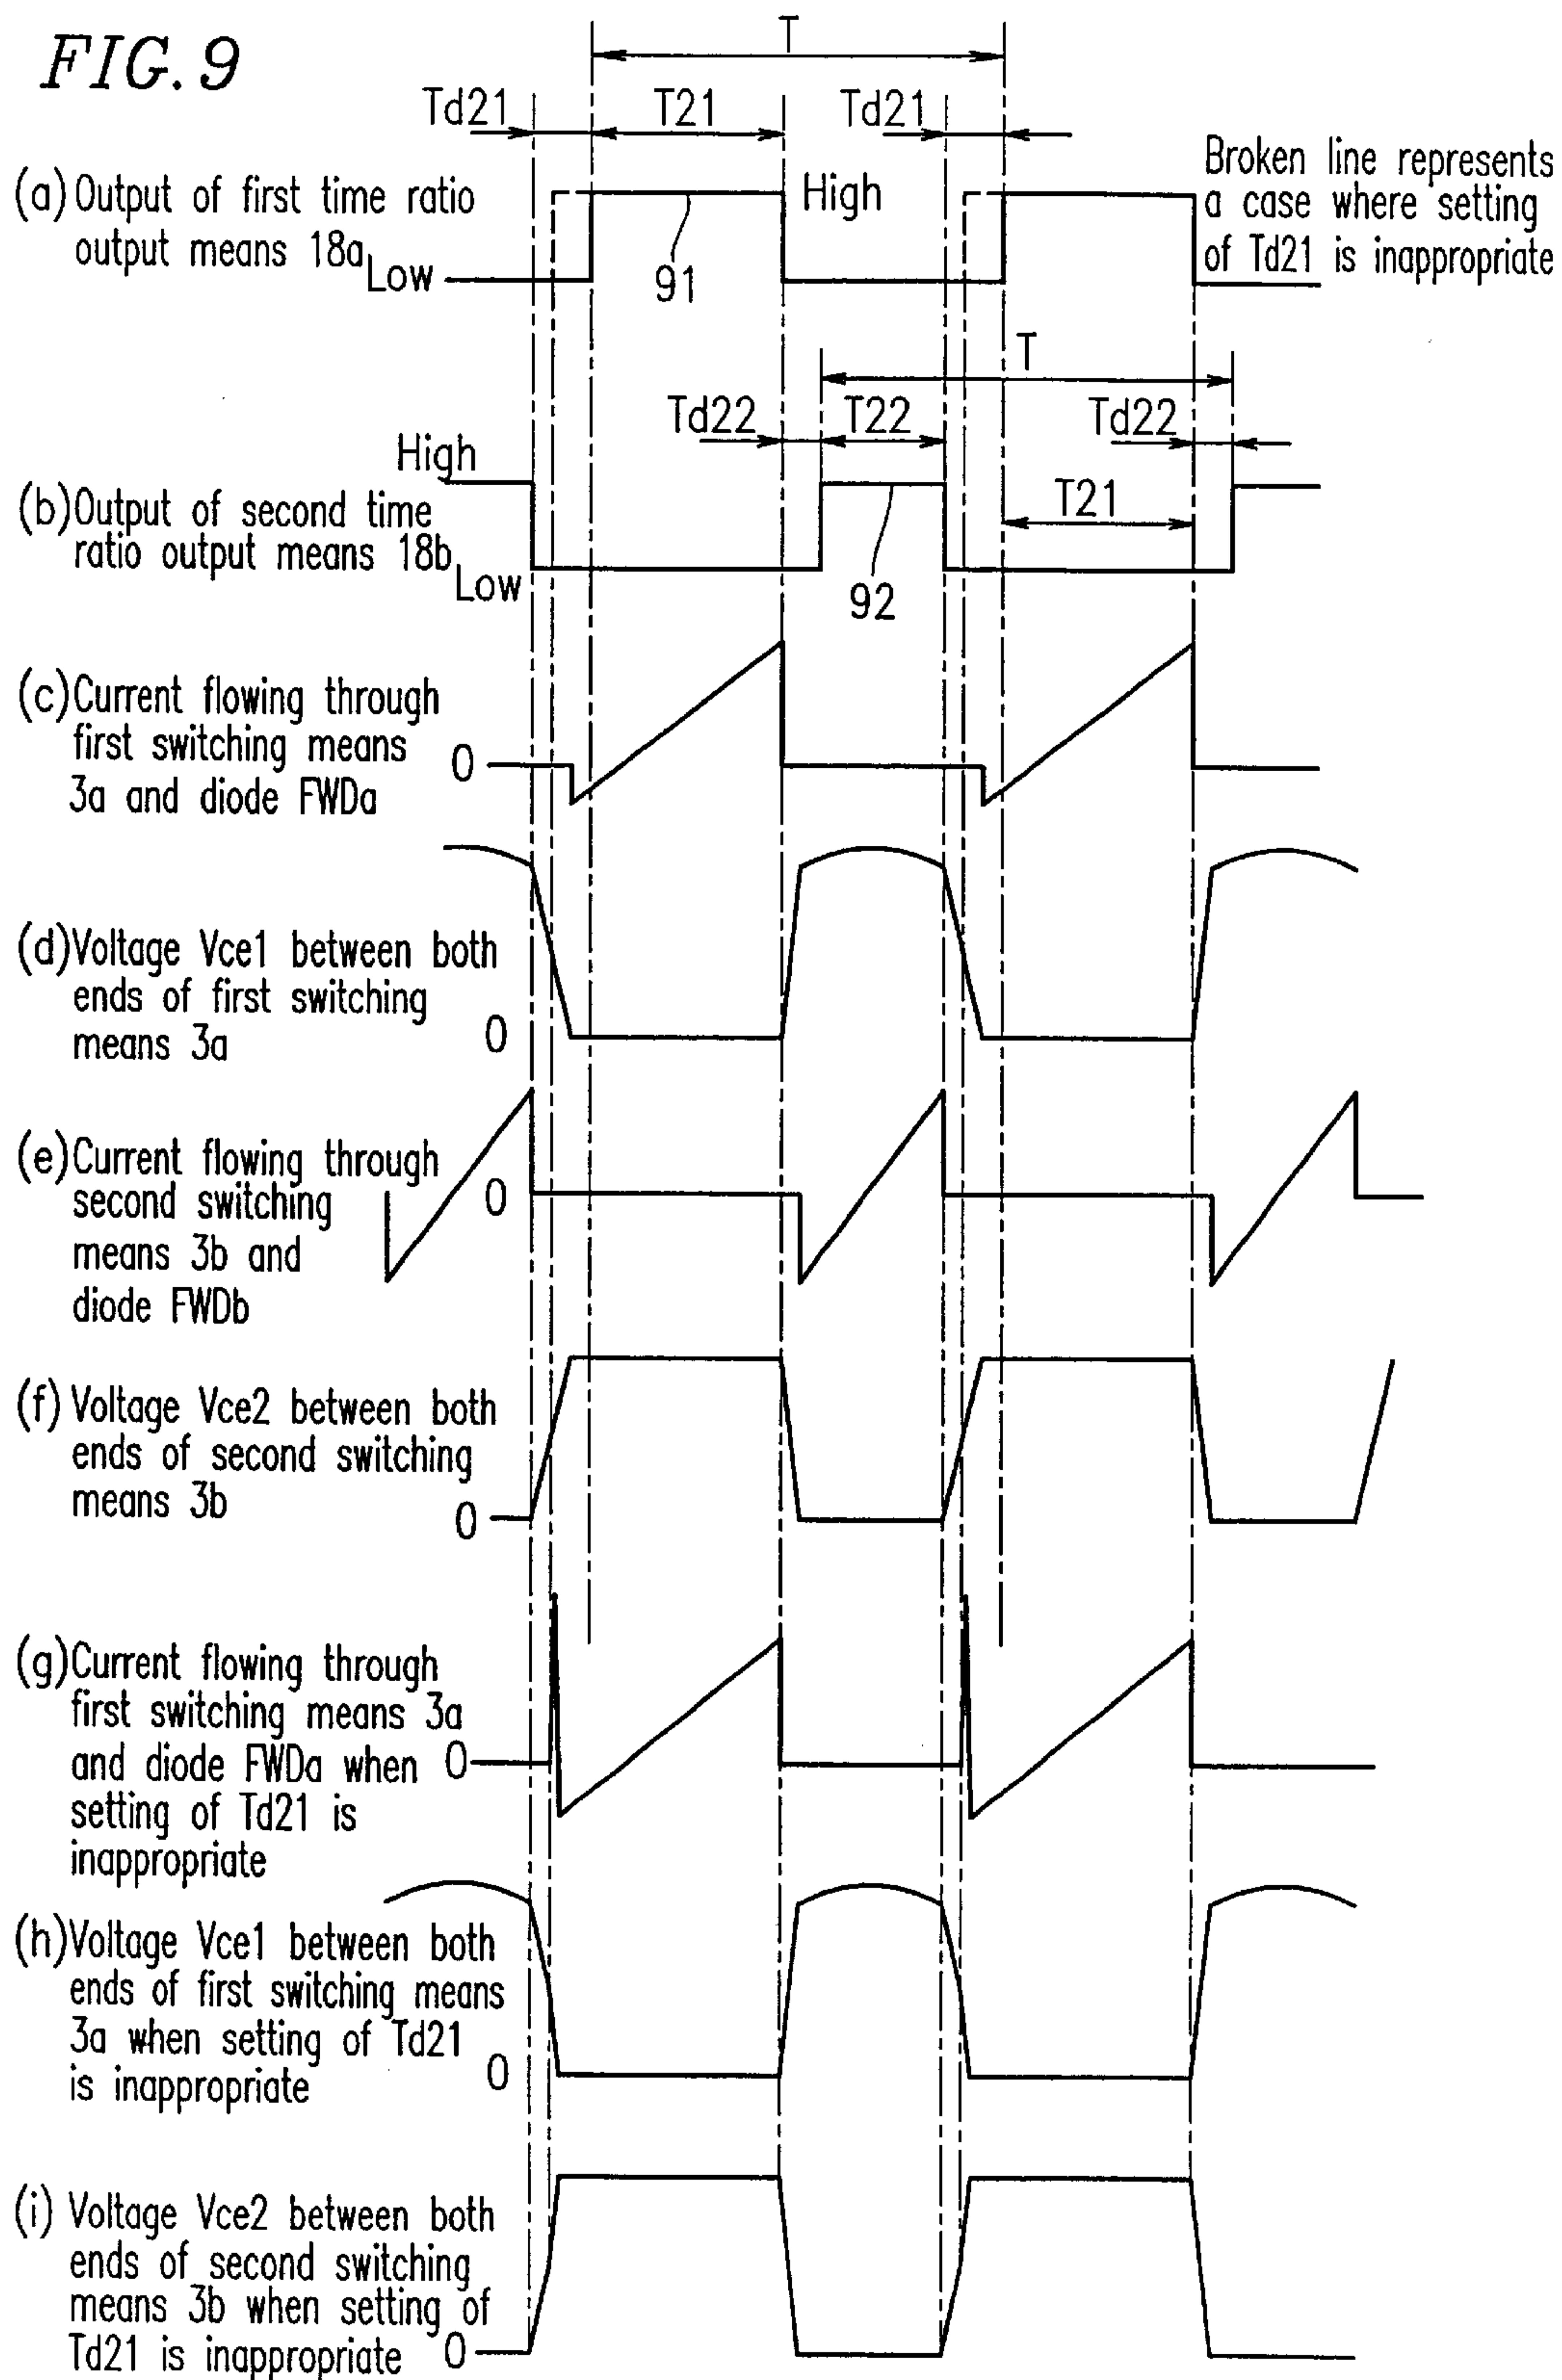 FIG. 9
T
Td21
T21
Td21
(a) Output of first time ratio
output means 18a
Low
High
91
Broken line represents
a case where setting
of Td21 is inappropriate
T
Td22
T22
Td22
High
T21
(b) Output of second time
ratio output means 18b
Low
92
(c) Current flowing through
first switching means
3a and diode FWDa
0
(d) Voltage Vce1 between both
ends of first switching
means 3a
0
(e) Current flowing through
second switching
means 3b and
diode FWDb
0
(f) Voltage Vce2 between both
ends of second switching
means 3b
0
(g) Current flowing through
first switching means 3a
and diode FWDa when
setting of Td21 is
inappropriate
0
(h) Voltage Vce1 between both
ends of first switching means
3a when setting of Td21
is inappropriate
0
(i) Voltage Vce2 between both
ends of second switching
means 3b when setting of
Td21 is inappropriate
0